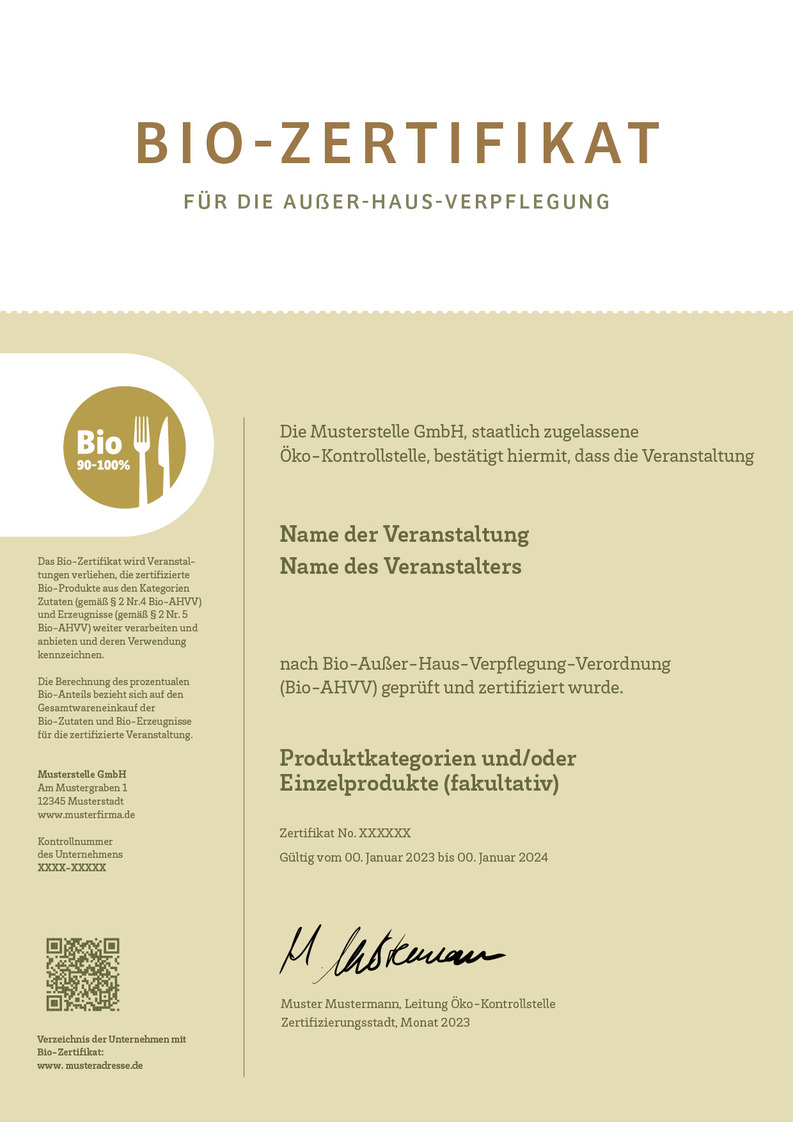 BIO-ZERTIFIKAT
FÜR DIE AUßER-HAUS-VERPFLEGUNG
Bio
90-100%
Das Bio-Zertifikat wird Veranstal-
tungen verliehen, die zertifizierte
Bio-Produkte aus den Kategorien
Zutaten (gemäß § 2 Nr.4 Bio-AHVV)
und Erzeugnisse (gemäß § 2 Nr. 5
Bio-AHVV) weiter verarbeiten und
anbieten und deren Verwendung
kennzeichnen.
Die Berechnung des prozentualen
Bio-Anteils bezieht sich auf den
Gesamtwareneinkauf der
Bio-Zutaten und Bio-Erzeugnisse
für die zertifizierte Veranstaltung.
Musterstelle GmbH
Am Mustergraben 1
12345 Musterstadt
www.musterfirma.de
Kontrollnummer
des Unternehmens
XXXX-XXXXX
Verzeichnis der Unternehmen mit
Bio-Zertifikat:
www. musteradresse.de
Die Musterstelle GmbH, staatlich zugelassene
Öko-Kontrollstelle, bestätigt hiermit, dass die Veranstaltung
Name der Veranstaltung
Name des Veranstalters
nach Bio-Außer-Haus-Verpflegung-Verordnung
(Bio-AHVV) geprüft und zertifiziert wurde.
Produktkategorien und/oder
Einzelprodukte (fakultativ)
Zertifikat No. XXXXXX
Gültig vom 00. Januar 2023 bis 00. Januar 2024
M. Mustermann
Muster Mustermann, Leitung Öko-Kontrollstelle
Zertifizierungsstadt, Monat 2023